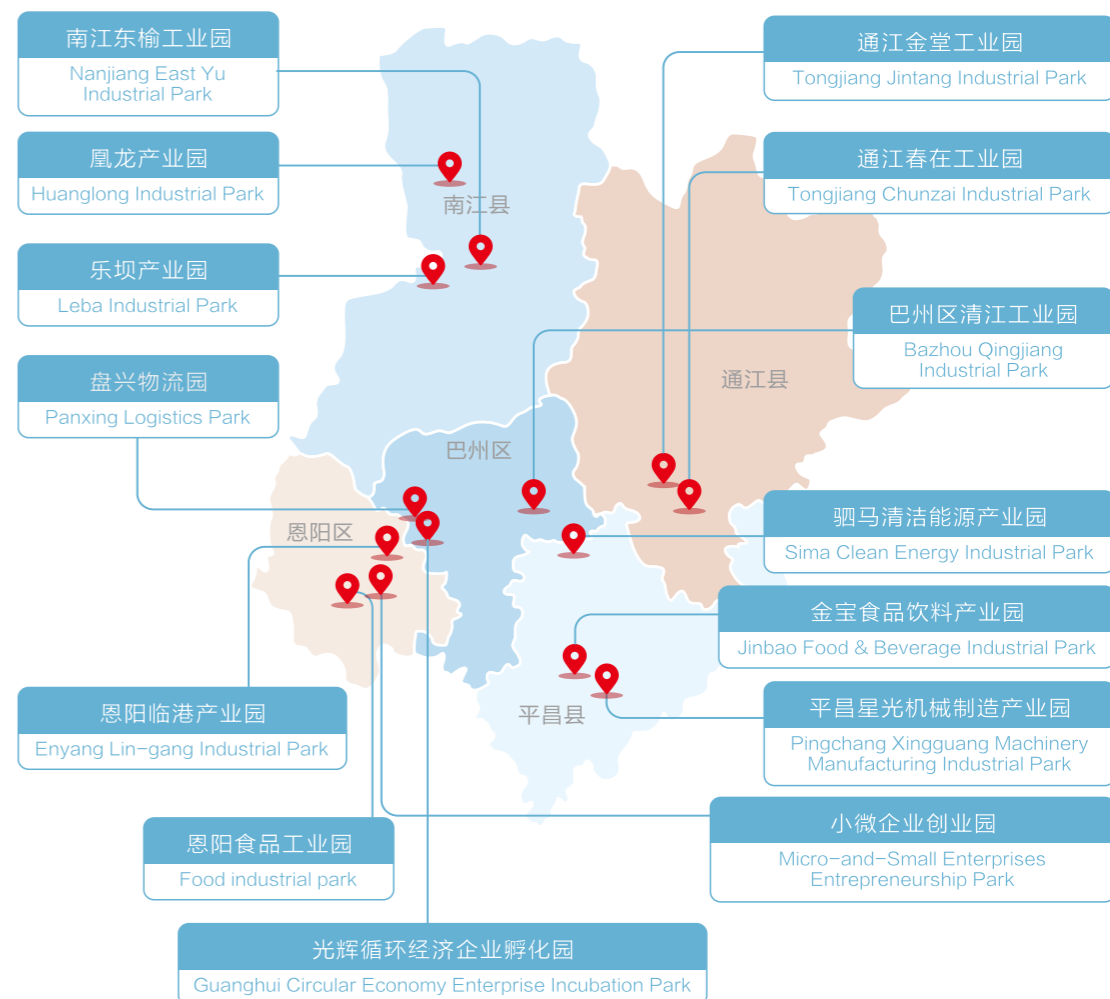 南江东榆工业园
Nanjiang East Yu
Industrial Park
凰龙产业园
Huanglong Industrial Park
乐坝产业园
Leba Industrial Park
盘兴物流园
Panxing Logistics Park
恩阳临港产业园
Enyang Lin-gang Industrial Park
恩阳食品工业园
Food industrial park
光辉循环经济企业孵化园
Guanghui Circular Economy Enterprise Incubation Park
南江县
巴州区
恩阳区
通江县
平昌县
通江金堂工业园
Tongjiang Jintang Industrial Park
通江春在工业园
Tongjiang Chunzai Industrial Park
巴州区清江工业园
Bazhou Qingjiang
Industrial Park
驷马清洁能源产业园
Sima Clean Energy Industrial Park
金宝食品饮料产业园
Jinbao Food & Beverage Industrial Park
平昌星光机械制造产业园
Pingchang Xingguang Machinery
Manufacturing Industrial Park
小微企业创业园
Micro-and-Small Enterprises
Entrepreneurship Park